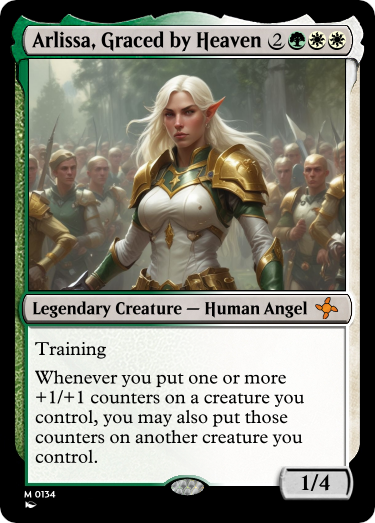 Arlissa, Graced by Heaven 2
Legendary Creature — Human Angel
Training
Whenever you put one or more
+1/+1 counters on a creature you
control, you may also put those
counters on another creature you
control.
1/4
M 0134